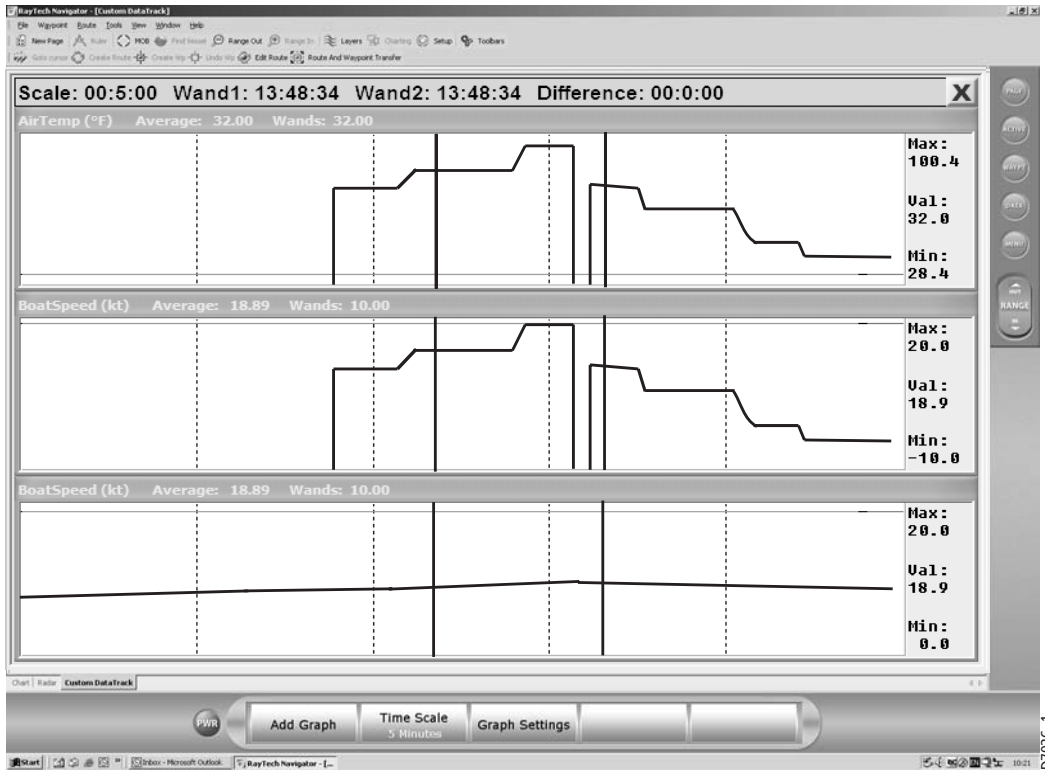 RayTech Navigator - [Custom DataTrack]
File Waypoint Route Tools View Window Help
New Page Ruler MOB Find Vessel Range Out Range In Layers Charting Setup Toolbars
Goto cursor Create Route Create Wp Undo Wp Edit Route Route And Waypoint Transfer
Scale: 00:5:00 Wand1: 13:48:34 Wand2: 13:48:34 Difference: 00:0:00 X
AirTemp (°F) Average: 32.00 Wands: 32.00
Max:
100.4
Val:
32.0
Min:
28.4
BoatSpeed (kt) Average: 18.89 Wands: 10.00
Max:
20.0
Val:
18.9
Min:
-10.0
BoatSpeed (kt) Average: 18.89 Wands: 10.00
Max:
20.0
Val:
18.9
Min:
0.0
PAGE
ACTIVE
WAYPT
DATA
MENU
OUT
RANGE
IN
Chart Radar Custom DataTrack
PWR
Add Graph
Time Scale
5 Minutes
Graph Settings
Start Inbox - Microsoft Outlook RayTech Navigator - [... 10:21